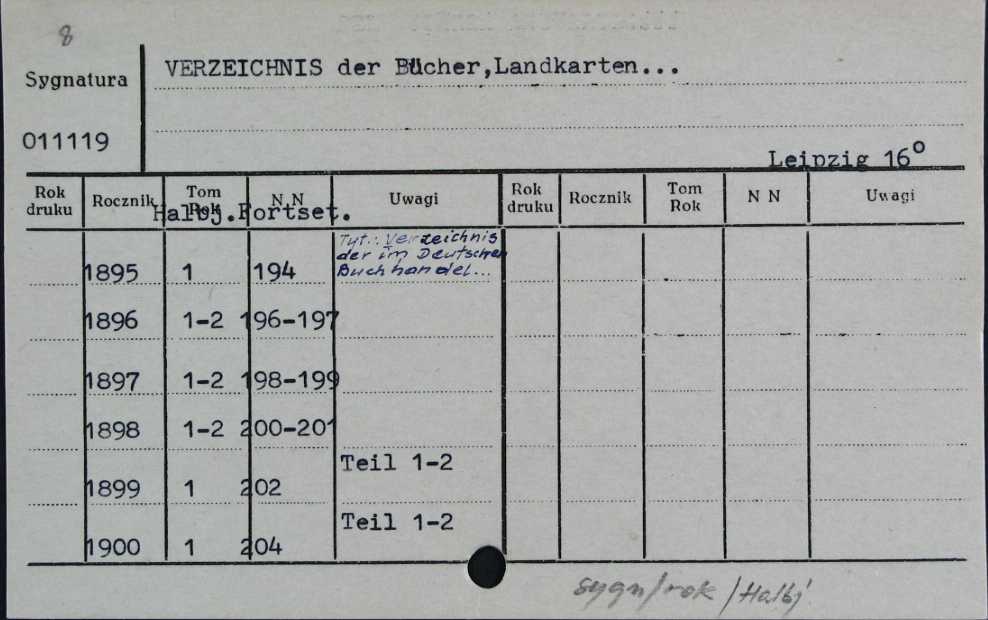 8
Sygnatura
VERZEICHNIS der Bücher,Landkarten...
011119
Leipzig 16°
Rok druku Rocznik Tom Rok N N Uwagi Rok druku Rocznik Tom Rok N N Uwagi
Halbj.Fortset.
Tyt.: Verzeichnis
der im Deutschen
1895 1 194 Buchhandel...
1896 1-2 196-197
1897 1-2 198-199
1898 1-2 200-201
Teil 1-2
1899 1 202
Teil 1-2
1900 1 204
sygn/rok/Halbj